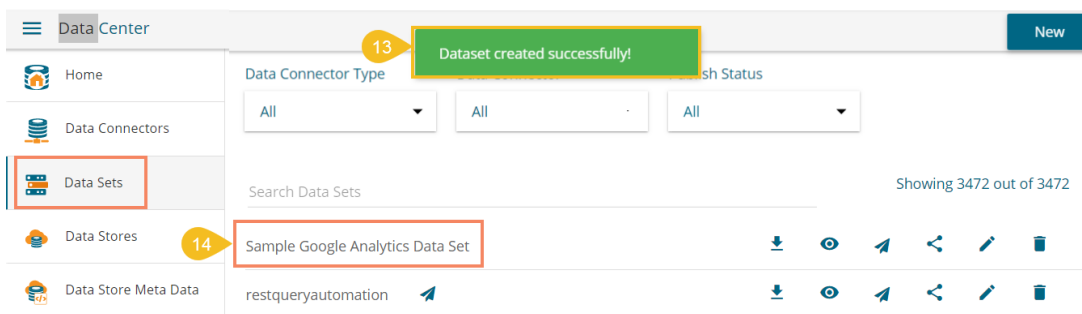 Data Center
New
13
Dataset created successfully!
Home
Data Connector Type
Publish Status
All
All
All
Data Connectors
Data Sets
Search Data Sets
Showing 3472 out of 3472
Data Stores
14
Sample Google Analytics Data Set
Data Store Meta Data
restqueryautomation